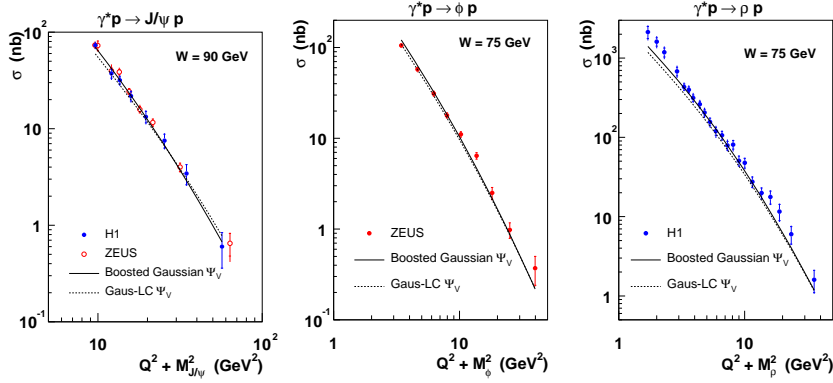 γ*p → J/ψ p
σ (nb)
W = 90 GeV
10²
10
1
10⁻¹
H1
ZEUS
Boosted Gaussian Ψ_V
Gaus-LC Ψ_V
10
10²
Q² + M²_J/ψ (GeV²)
γ*p → φ p
σ (nb)
W = 75 GeV
10²
10
1
10⁻¹
ZEUS
Boosted Gaussian Ψ_V
Gaus-LC Ψ_V
1
10
Q² + M²_φ (GeV²)
γ*p → ρ p
σ (nb)
W = 75 GeV
10³
10²
10
1
H1
Boosted Gaussian Ψ_V
Gaus-LC Ψ_V
1
10
Q² + M²_ρ (GeV²)